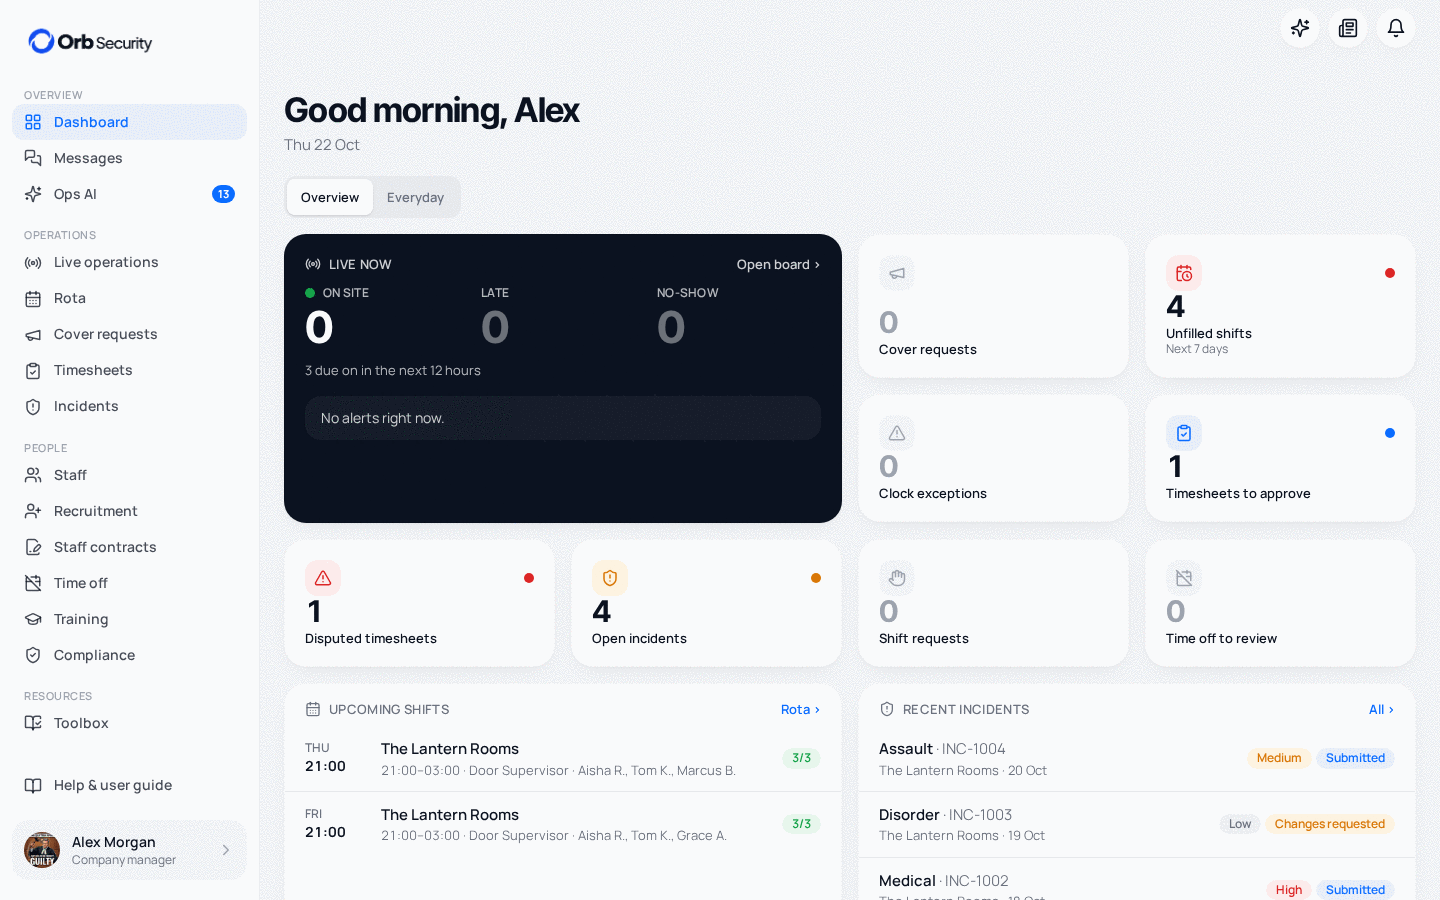 Orb Security
OVERVIEW
Dashboard
Messages
Ops AI
13
OPERATIONS
Live operations
Rota
Cover requests
Timesheets
Incidents
PEOPLE
Staff
Recruitment
Staff contracts
Time off
Training
Compliance
RESOURCES
Toolbox
Help & user guide
GUILTY
Alex Morgan
Company manager
Good morning, Alex
Thu 22 Oct
Overview
Everyday
LIVE NOW
Open board ›
ON SITE
LATE
NO-SHOW
0
0
0
3 due on in the next 12 hours
No alerts right now.
0
Cover requests
4
Unfilled shifts
Next 7 days
0
Clock exceptions
1
Timesheets to approve
1
Disputed timesheets
4
Open incidents
0
Shift requests
0
Time off to review
UPCOMING SHIFTS
Rota ›
THU
21:00
The Lantern Rooms
21:00–03:00 · Door Supervisor · Aisha R., Tom K., Marcus B.
3/3
FRI
21:00
The Lantern Rooms
21:00–03:00 · Door Supervisor · Aisha R., Tom K., Grace A.
3/3
RECENT INCIDENTS
All ›
Assault · INC-1004
The Lantern Rooms · 20 Oct
Medium
Submitted
Disorder · INC-1003
The Lantern Rooms · 19 Oct
Low
Changes requested
Medical · INC-1002
The Lantern Rooms · 18 Oct
High
Submitted